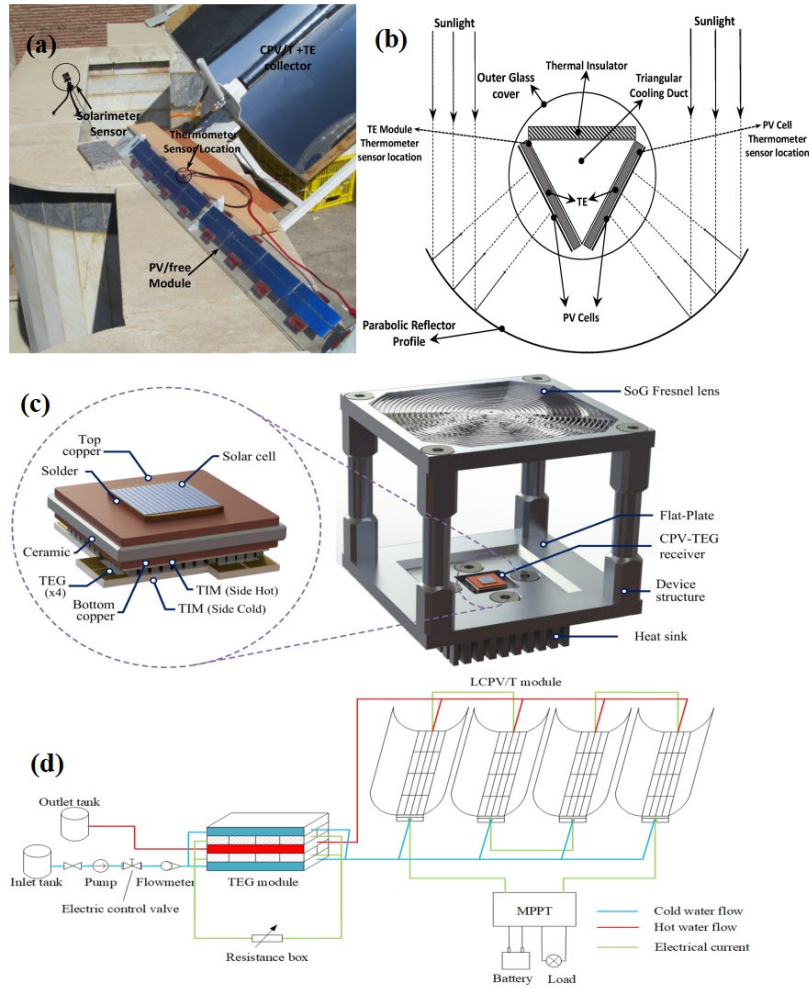 (a)
CPV/T +TE
collector
Solarimeter
Sensor
Thermometer
Sensor/Location
PV/free
Module
(b)
Sunlight
Sunlight
Thermal Insulator
Outer Glass
cover
Triangular
Cooling Duct
TE Module
Thermometer
sensor location
PV Cell
Thermometer
sensor location
TE
PV Cells
Parabolic Reflector
Profile
(c)
Top
copper
Solder
Solar cell
Ceramic
TEG
(x4)
Bottom
copper
TIM (Side Hot)
TIM (Side Cold)
SoG Fresnel lens
Flat-Plate
CPV-TEG
receiver
Device
structure
Heat sink
(d)
LCPV/T module
Outlet tank
Inlet tank
Pump
Flowmeter
Electric control valve
TEG module
Resistance box
MPPT
Battery
Load
Cold water flow
Hot water flow
Electrical current